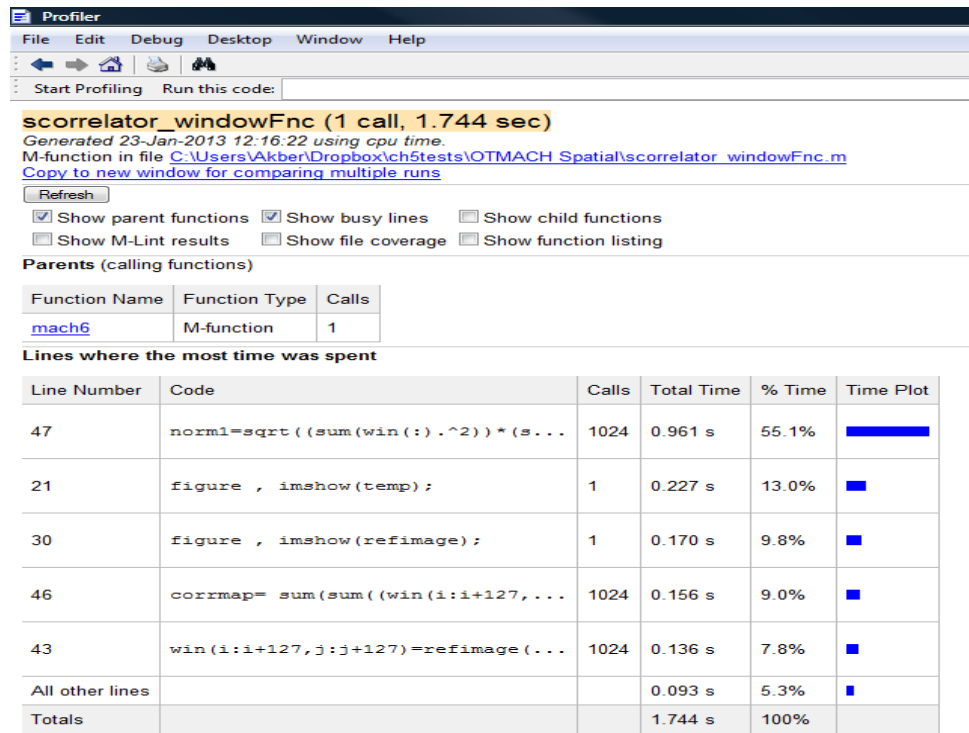 Profiler
File Edit Debug Desktop Window Help
Start Profiling Run this code:
scorrelator_windowFnc (1 call, 1.744 sec)
Generated 23-Jan-2013 12:16:22 using cpu time.
M-function in file C:\Users\Akber\Dropbox\ch5tests\OTMACH Spatial\scorrelator_windowFnc.m
Copy to new window for comparing multiple runs
Refresh
Show parent functions Show busy lines Show child functions
Show M-Lint results Show file coverage Show function listing
Parents (calling functions)
Function Name Function Type Calls
mach6 M-function 1
Lines where the most time was spent
Line Number Code Calls Total Time % Time Time Plot
47 norm1=sqrt((sum(win(:).^2))*(s... 1024 0.961 s 55.1%
21 figure , imshow(temp); 1 0.227 s 13.0%
30 figure , imshow(refimage); 1 0.170 s 9.8%
46 corrmap= sum(sum((win(i:i+127,... 1024 0.156 s 9.0%
43 win(i:i+127,j:j+127)=refimage(... 1024 0.136 s 7.8%
All other lines 0.093 s 5.3%
Totals 1.744 s 100%